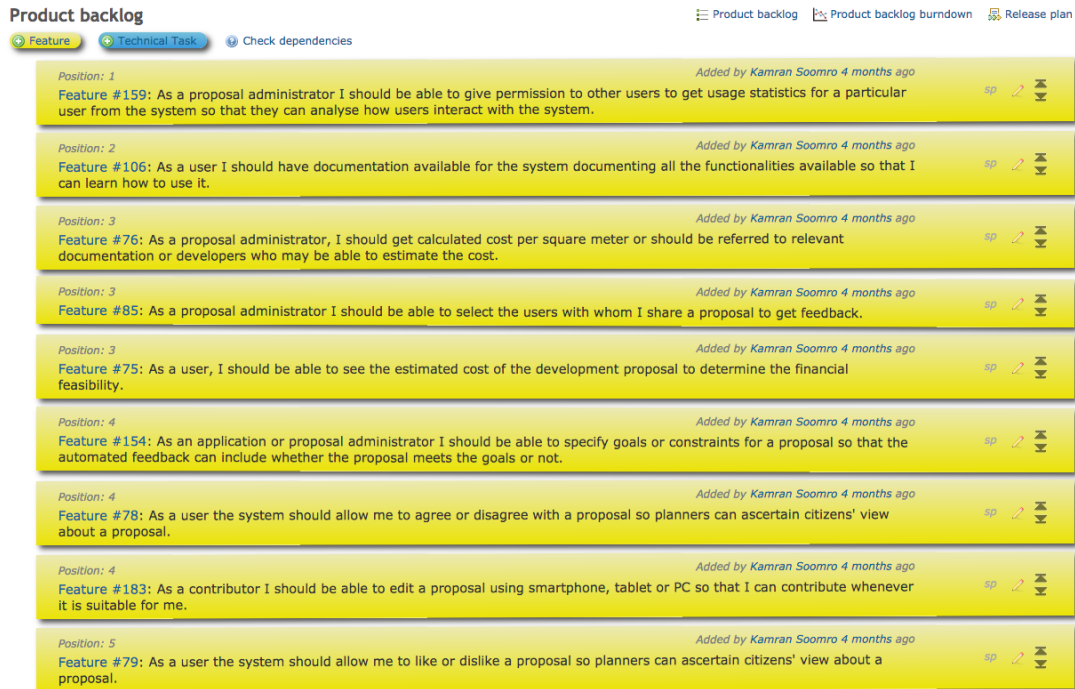 Product backlog
Product backlog Product backlog burndown Release plan
Feature Technical Task Check dependencies
Position: 1 Added by Kamran Soomro 4 months ago
Feature #159: As a proposal administrator I should be able to give permission to other users to get usage statistics for a particular
user from the system so that they can analyse how users interact with the system.
sp
Position: 2 Added by Kamran Soomro 4 months ago
Feature #106: As a user I should have documentation available for the system documenting all the functionalities available so that I
can learn how to use it.
sp
Position: 3 Added by Kamran Soomro 4 months ago
Feature #76: As a proposal administrator, I should get calculated cost per square meter or should be referred to relevant
documentation or developers who may be able to estimate the cost.
sp
Position: 3 Added by Kamran Soomro 4 months ago
Feature #85: As a proposal administrator I should be able to select the users with whom I share a proposal to get feedback.
sp
Position: 3 Added by Kamran Soomro 4 months ago
Feature #75: As a user, I should be able to see the estimated cost of the development proposal to determine the financial
feasibility.
sp
Position: 4 Added by Kamran Soomro 4 months ago
Feature #154: As an application or proposal administrator I should be able to specify goals or constraints for a proposal so that the
automated feedback can include whether the proposal meets the goals or not.
sp
Position: 4 Added by Kamran Soomro 4 months ago
Feature #78: As a user the system should allow me to agree or disagree with a proposal so planners can ascertain citizens' view
about a proposal.
sp
Position: 4 Added by Kamran Soomro 4 months ago
Feature #183: As a contributor I should be able to edit a proposal using smartphone, tablet or PC so that I can contribute whenever
it is suitable for me.
sp
Position: 5 Added by Kamran Soomro 4 months ago
Feature #79: As a user the system should allow me to like or dislike a proposal so planners can ascertain citizens' view about a
proposal.
sp